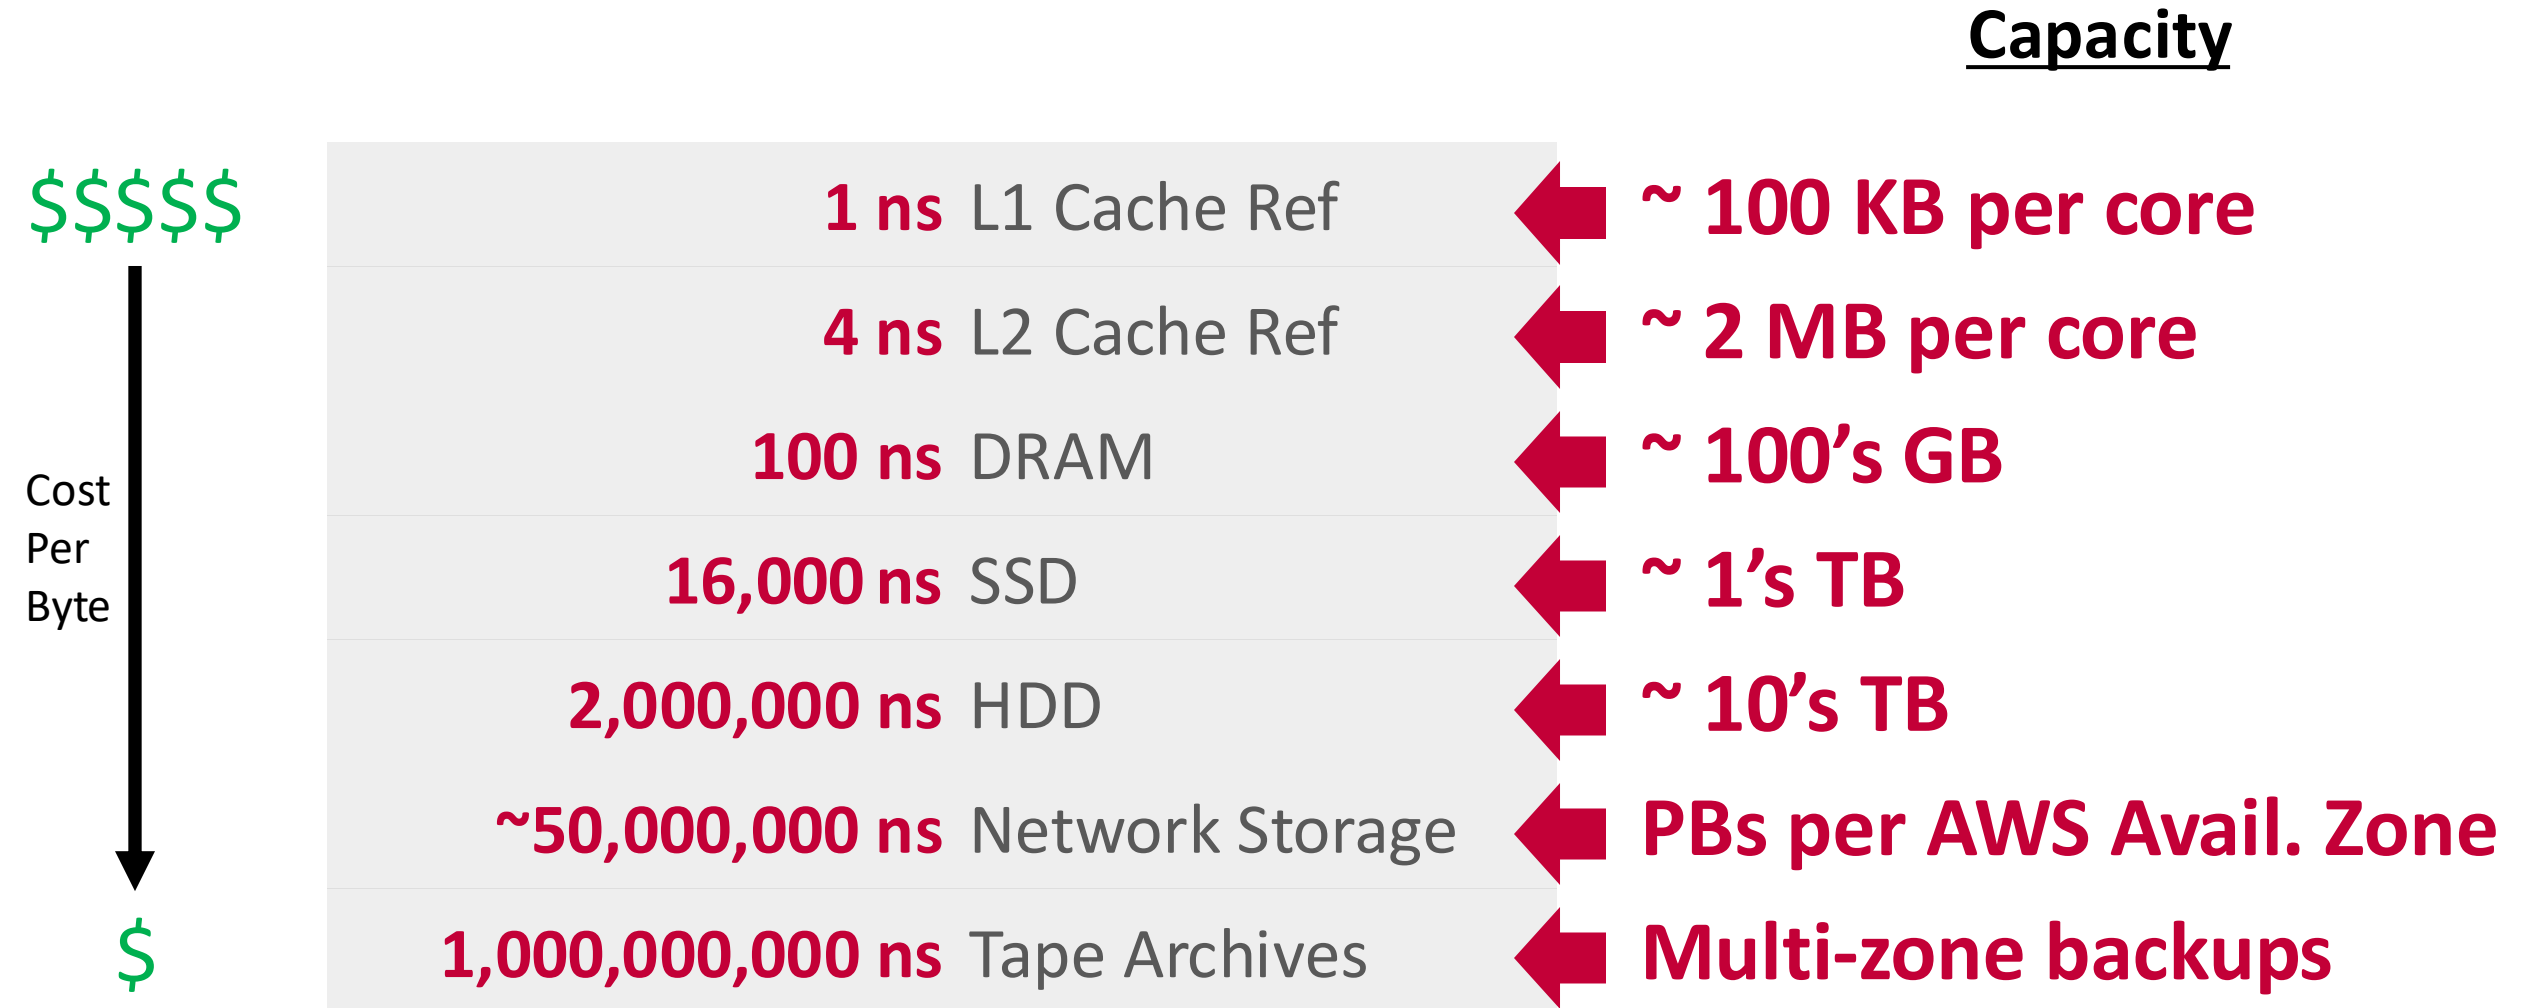 Capacity
$$$$$
1 ns L1 Cache Ref ~ 100 KB per core
4 ns L2 Cache Ref ~ 2 MB per core
100 ns DRAM ~ 100’s GB
Cost
Per
Byte
16,000 ns SSD ~ 1’s TB
2,000,000 ns HDD ~ 10’s TB
~50,000,000 ns Network Storage PBs per AWS Avail. Zone
$
1,000,000,000 ns Tape Archives Multi-zone backups